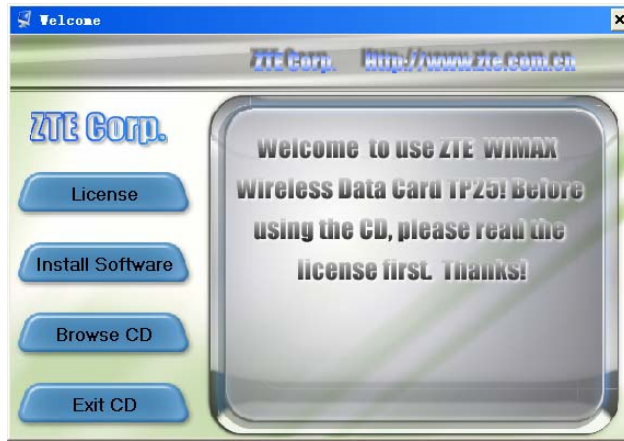 Welcome
ZTE Corp. Http://www.zte.com.cn
ZTE Corp.
License
Install Software
Browse CD
Exit CD
Welcome to use ZTE WIMAX
Wireless Data Card TP25! Before
using the CD, please read the
license first. Thanks!